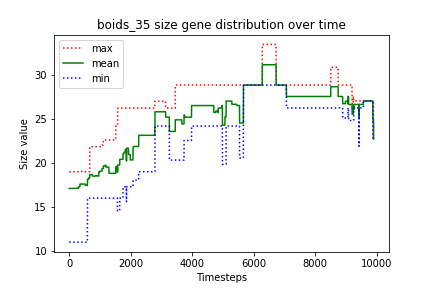 boids_35 size gene distribution over time
max
mean
min
Size value
30
25
20
15
10
0
2000
4000
6000
8000
10000
Timesteps